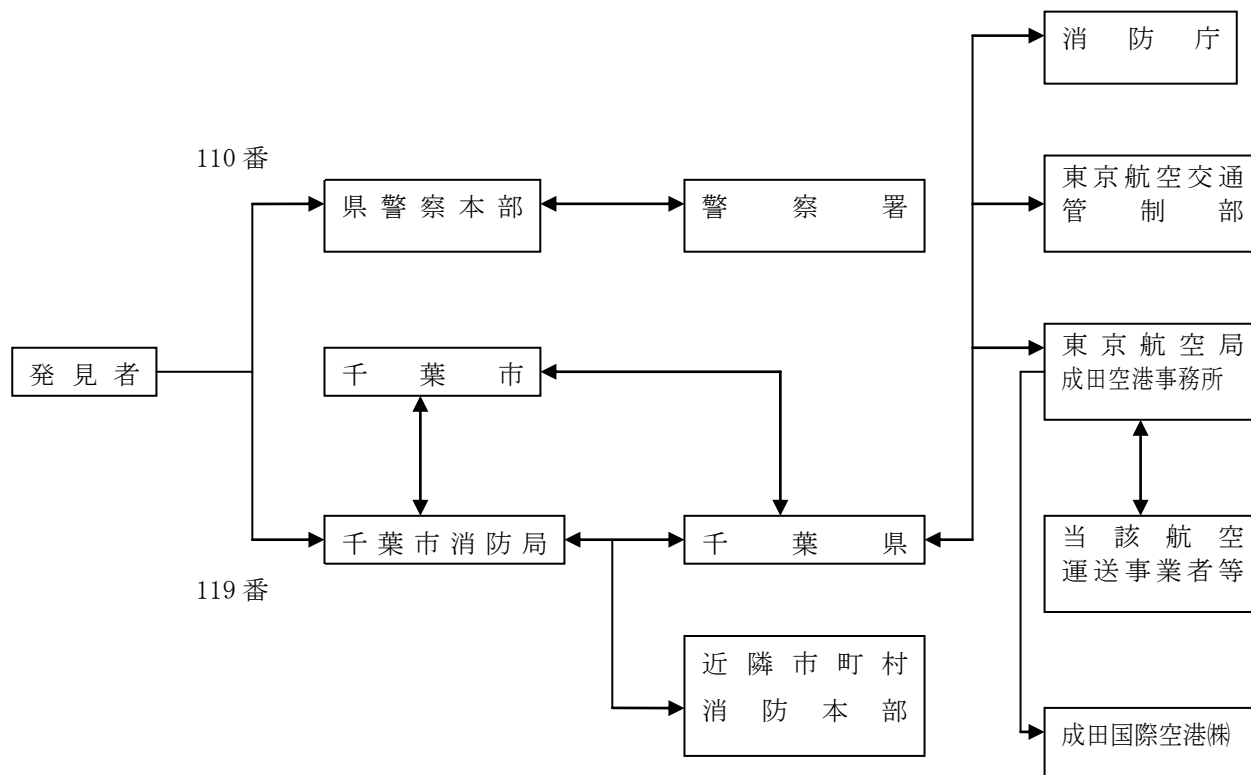 消防庁
110 番
県警察本部
警察署
東京航空交通
管制部
発見者
千葉市
東京航空局
成田空港事務所
千葉市消防局
千葉県
当該航空
運送事業者等
119 番
近隣市町村
消防本部
成田国際空港㈱